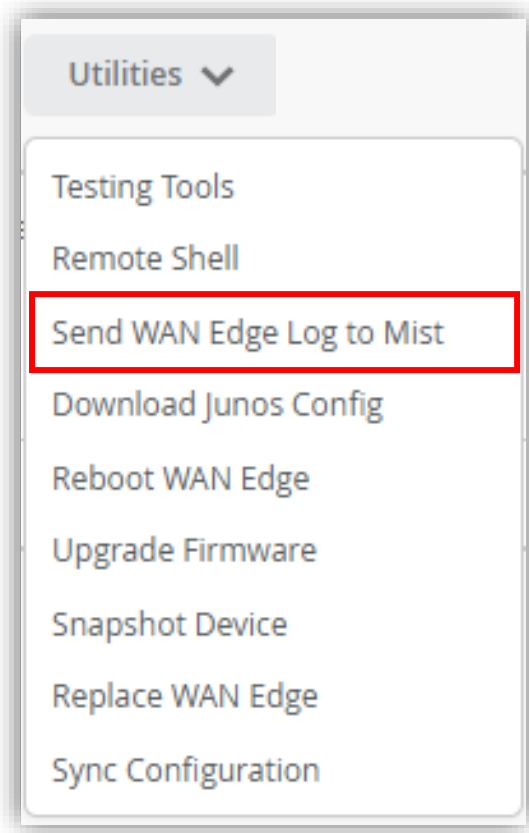 Utilities
Testing Tools
Remote Shell
Send WAN Edge Log to Mist
Download Junos Config
Reboot WAN Edge
Upgrade Firmware
Snapshot Device
Replace WAN Edge
Sync Configuration